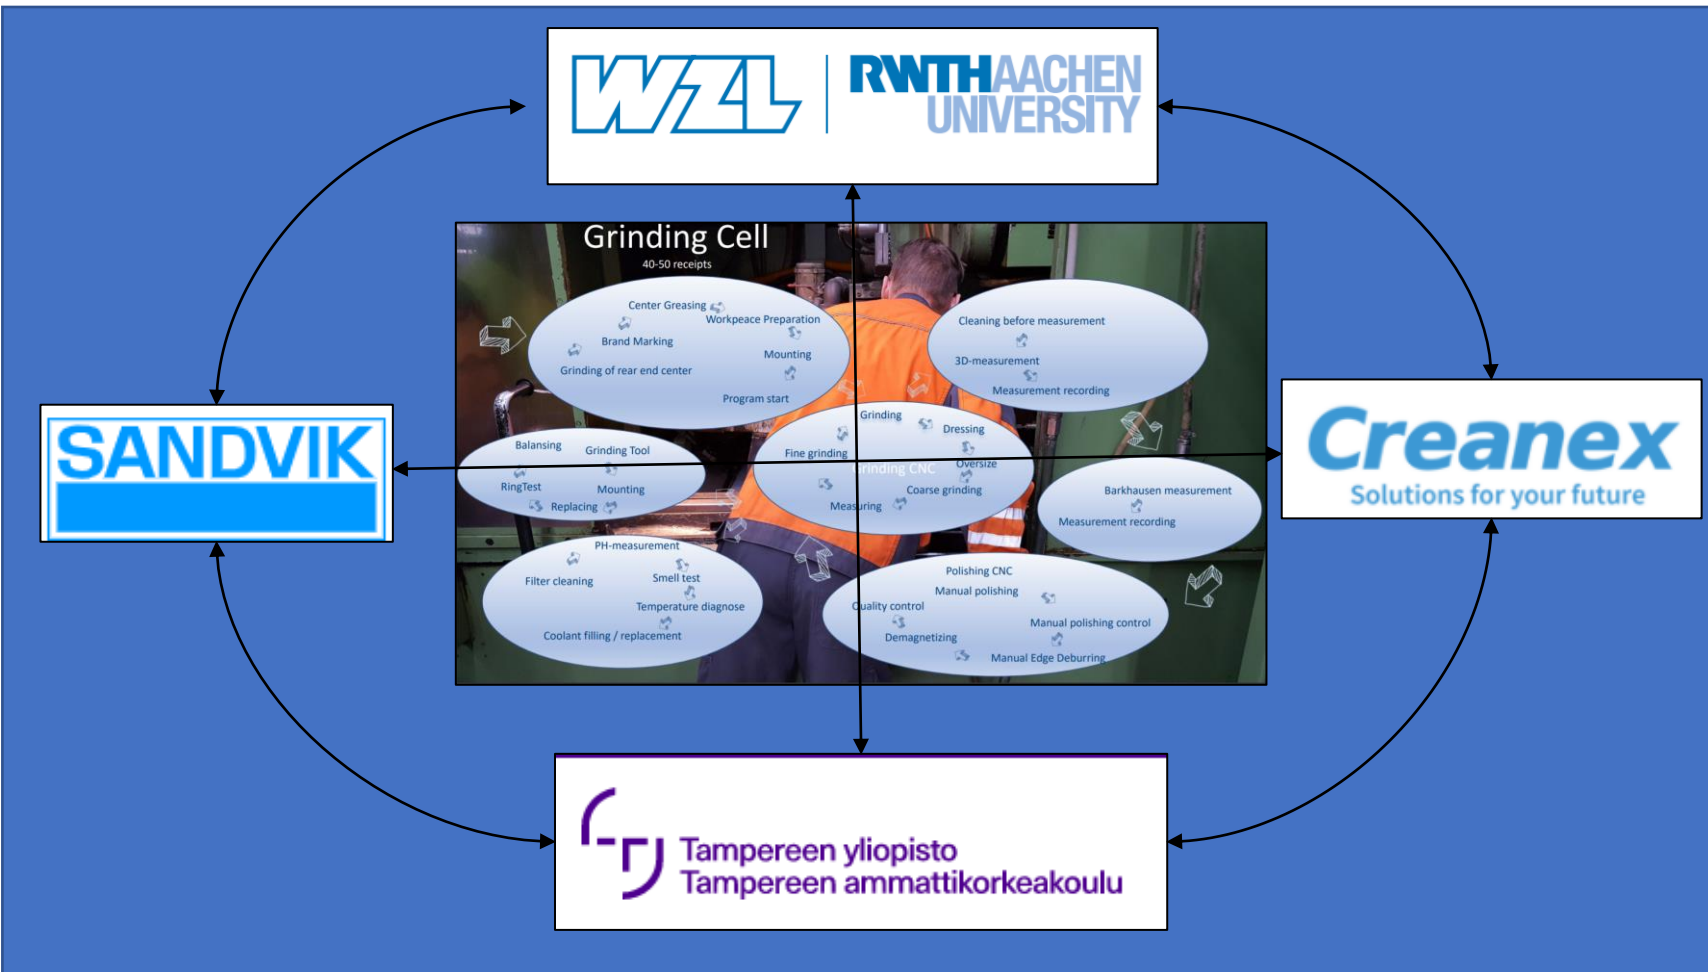 WZL
RWTHAACHEN
UNIVERSITY
Grinding Cell
40-50 receipts
Center Greasing
Workpeace Preparation
Brand Marking
Mounting
Grinding of rear end center
Program start
Cleaning before measurement
3D-measurement
Measurement recording
SANDVIK
Balansing
Grinding Tool
RingTest
Mounting
Replacing
Grinding
Dressing
Fine grinding
Oversize
Grinding CNC
Coarse grinding
Measuring
Barkhausen measurement
Measurement recording
Creanex
Solutions for your future
PH-measurement
Filter cleaning
Smell test
Temperature diagnose
Coolant filling / replacement
Polishing CNC
Manual polishing
Quality control
Manual polishing control
Demagnetizing
Manual Edge Deburring
Tampereen yliopisto
Tampereen ammattikorkeakoulu